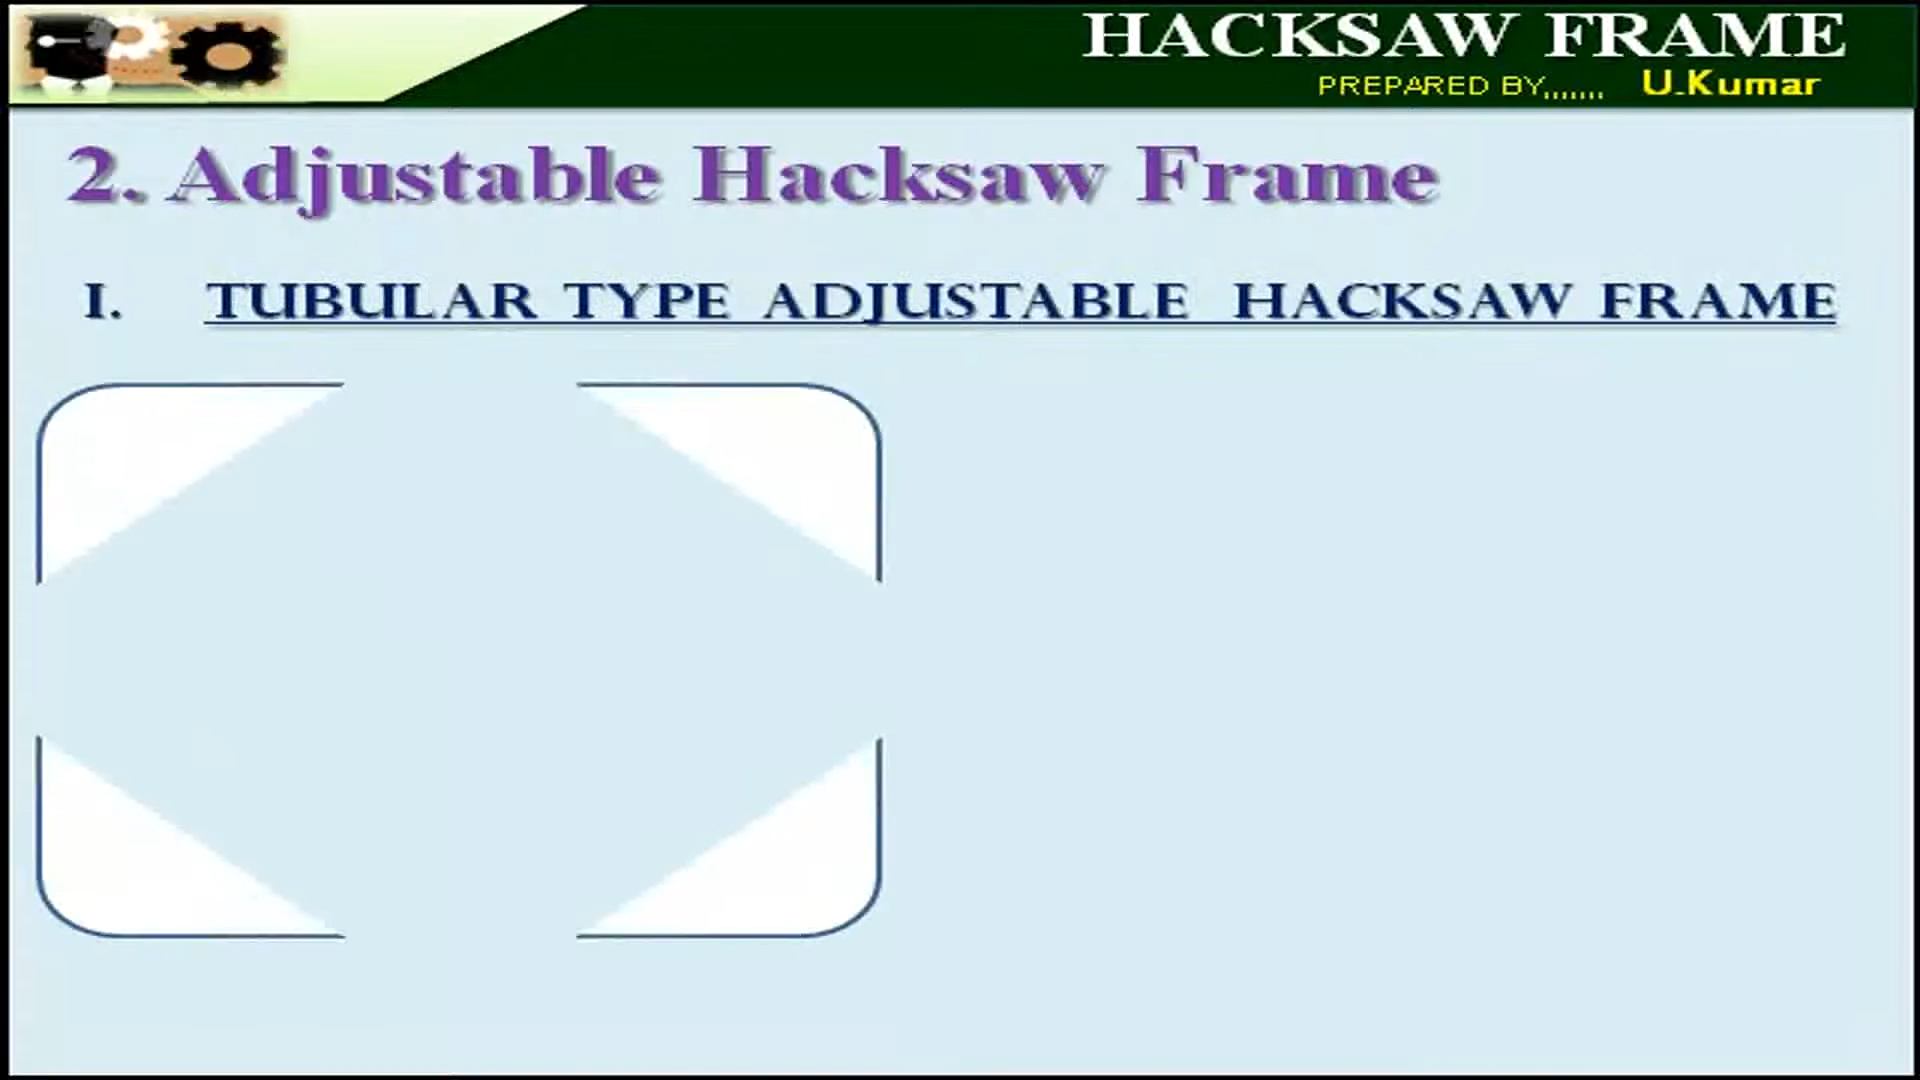 HACKSAW FRAME
PREPARED BY....... U.Kumar
2. Adjustable Hacksaw Frame
I. TUBULAR TYPE ADJUSTABLE HACKSAW FRAME